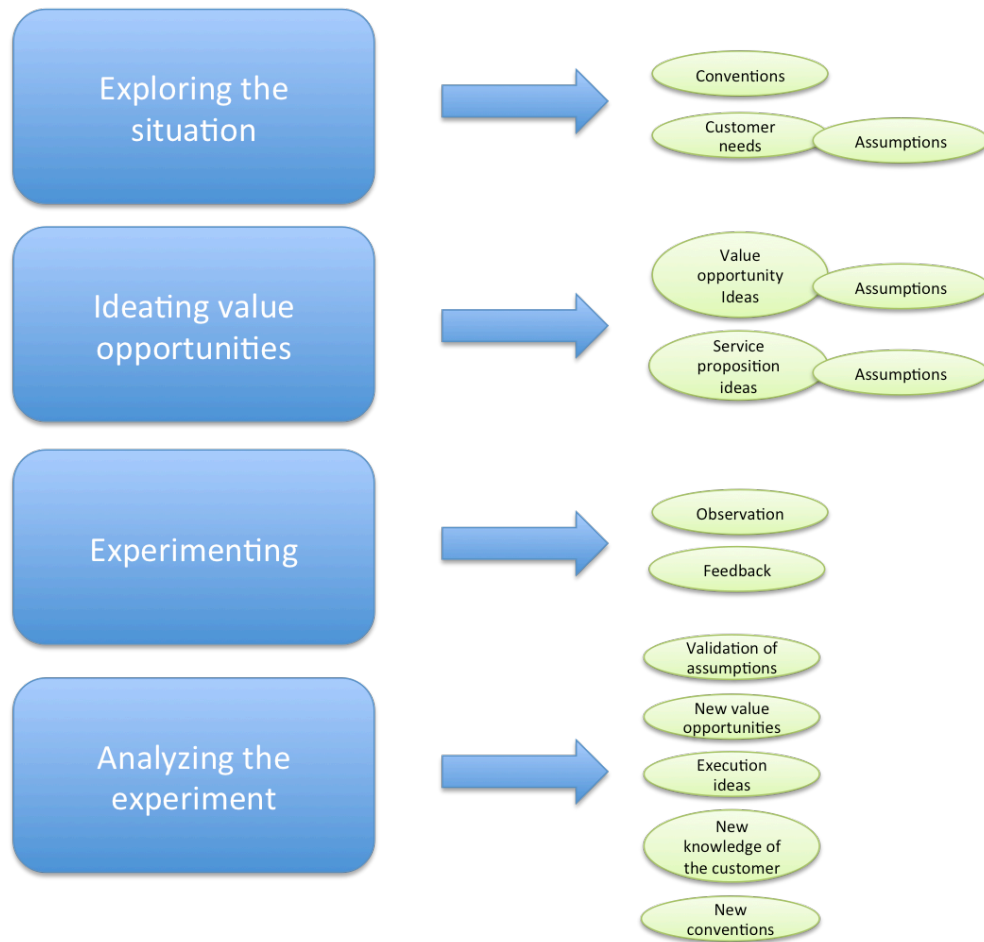 Exploring the
situation
Conventions
Customer
needs
Assumptions
Ideating value
opportunities
Value
opportunity
Ideas
Assumptions
Service
proposition
ideas
Assumptions
Experimenting
Observation
Feedback
Analyzing the
experiment
Validation of
assumptions
New value
opportunities
Execution
ideas
New
knowledge of
the customer
New
conventions